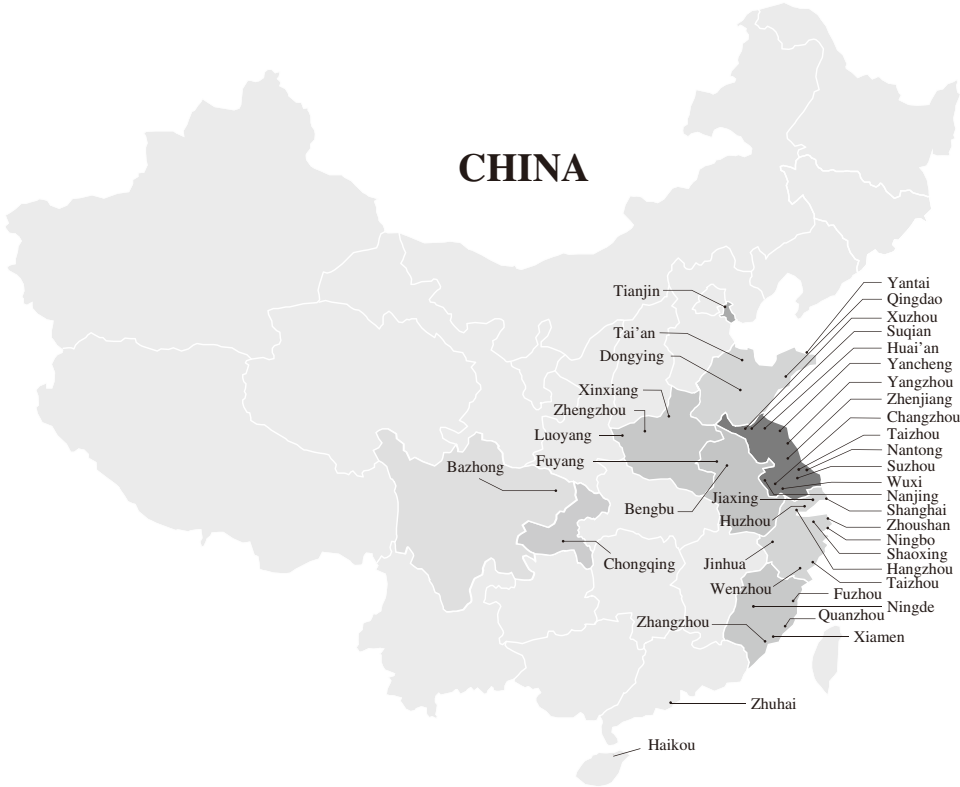 CHINA
Tianjin
Tai'an
Dongying
Xinxiang
Zhengzhou
Luoyang
Fuyang
Bazhong
Bengbu
Jiaxing
Huzhou
Chongqing
Jinhua
Wenzhou
Zhangzhou
Yantai
Qingdao
Xuzhou
Suqian
Huai'an
Yancheng
Yangzhou
Zhenjiang
Changzhou
Taizhou
Nantong
Suzhou
Wuxi
Nanjing
Shanghai
Zhoushan
Ningbo
Shaoxing
Hangzhou
Taizhou
Fuzhou
Ningde
Quanzhou
Xiamen
Zhuhai
Haikou